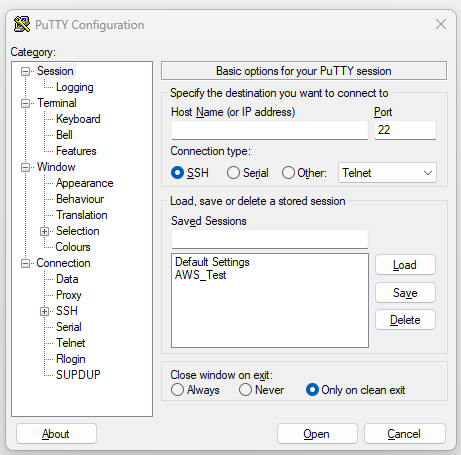 PuTTY Configuration
Category:
Session
Logging
Terminal
Keyboard
Bell
Features
Window
Appearance
Behaviour
Translation
Selection
Colours
Connection
Data
Proxy
SSH
Serial
Telnet
Rlogin
SUPDUP
Basic options for your PuTTY session
Specify the destination you want to connect to
Host Name (or IP address) Port
22
Connection type:
SSH Serial Other: Telnet
Load, save or delete a stored session
Saved Sessions
Default Settings
AWS_Test
Load
Save
Delete
Close window on exit:
Always Never Only on clean exit
About Open Cancel